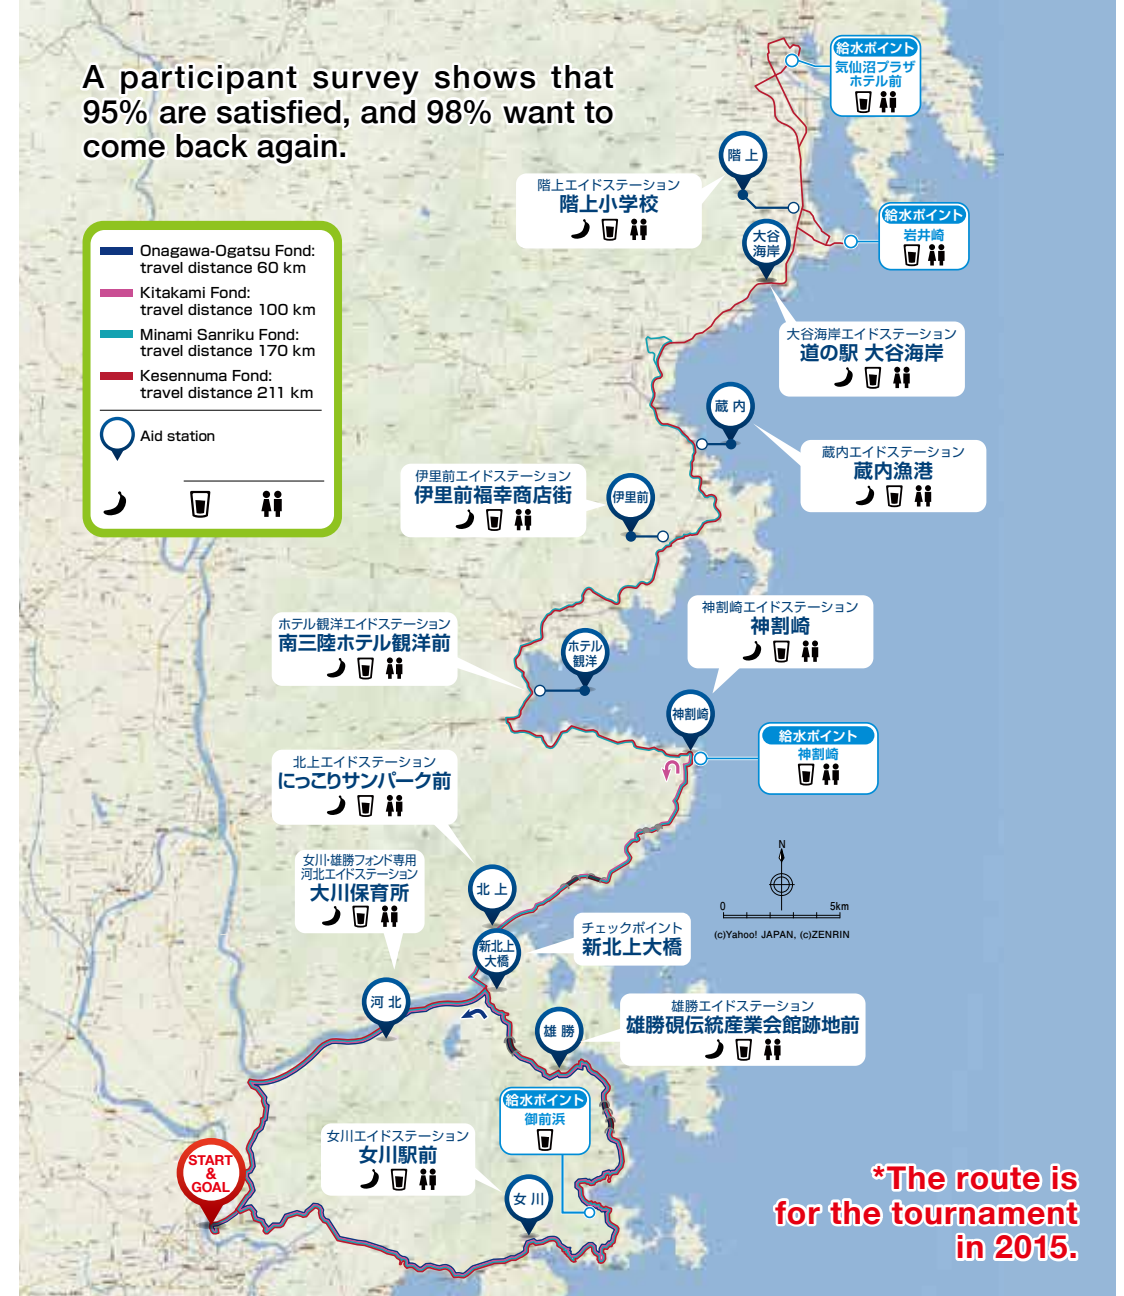 A participant survey shows that
95% are satisfied, and 98% want to
come back again.
Onagawa-Ogatsu Fond:
travel distance 60 km
Kitakami Fond:
travel distance 100 km
Minami Sanriku Fond:
travel distance 170 km
Kesennuma Fond:
travel distance 211 km
Aid station
給水ポイント
気仙沼プラザ
ホテル前
階上
階上エイドステーション
階上小学校
給水ポイント
岩井崎
大谷
海岸
大谷海岸エイドステーション
道の駅 大谷海岸
蔵内
蔵内エイドステーション
蔵内漁港
伊里前エイドステーション
伊里前福幸商店街
伊里前
神割崎エイドステーション
神割崎
ホテル観洋エイドステーション
南三陸ホテル観洋前
ホテル
観洋
神割崎
給水ポイント
神割崎
北上エイドステーション
にっこりサンパーク前
女川・雄勝フォンド専用
河北エイドステーション
大川保育所
北上
N
0 5km
(c)Yahoo! JAPAN, (c)ZENRIN
新北上
大橋
チェックポイント
新北上大橋
河北
雄勝
雄勝エイドステーション
雄勝硯伝統産業会館跡地前
給水ポイント
御前浜
女川エイドステーション
女川駅前
女川
START
&
GOAL
*The route is
for the tournament
in 2015.